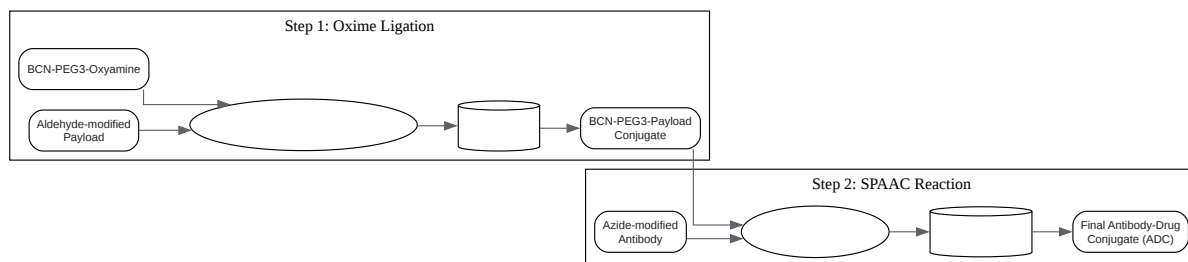 Step 1: Oxime Ligation
BCN-PEG3-Oxyamine
Aldehyde-modified
Payload
BCN-PEG3-Payload
Conjugate
Step 2: SPAAC Reaction
Azide-modified
Antibody
Final Antibody-Drug
Conjugate (ADC)